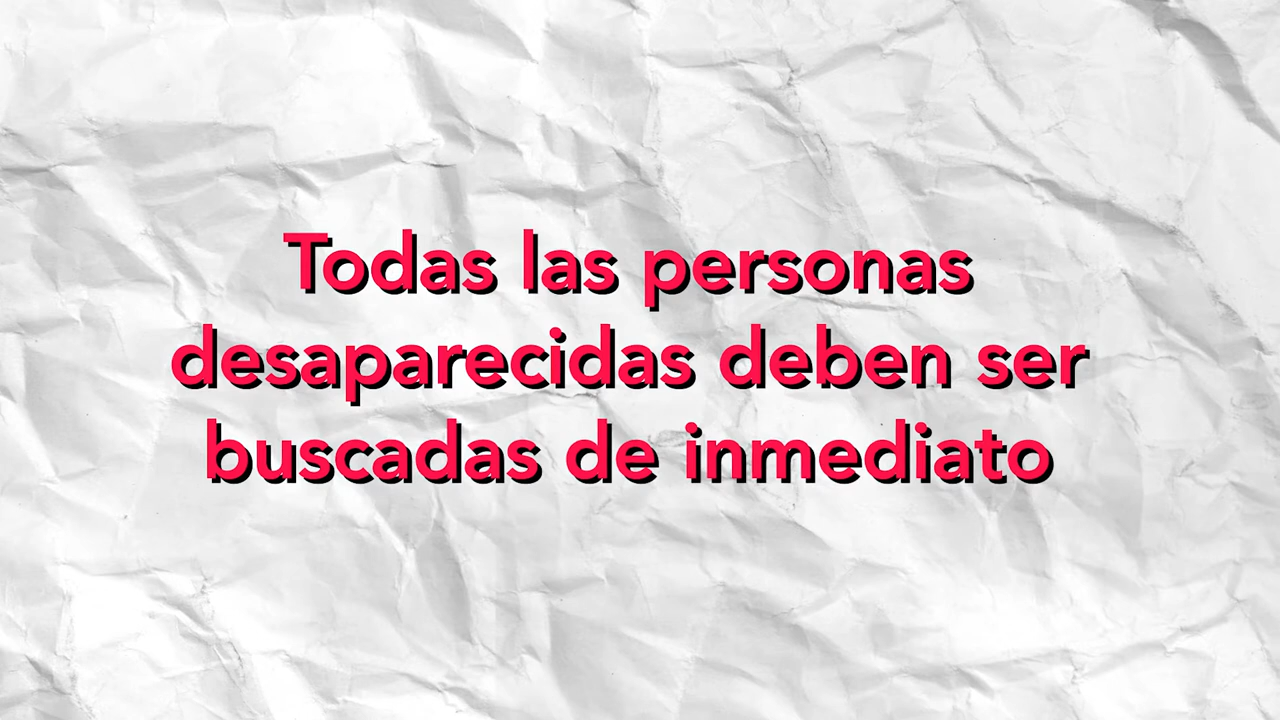 Todas las personas
desaparecidas deben ser
buscadas de inmediato